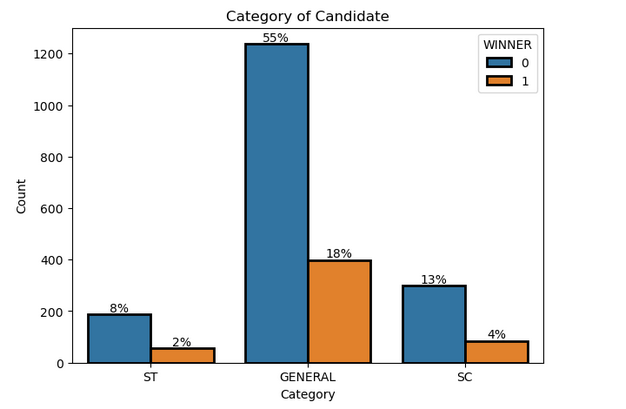 Category of Candidate
WINNER
0
1
Count
1200
1000
800
600
400
200
0
8%
2%
55%
18%
13%
4%
ST
GENERAL
SC
Category